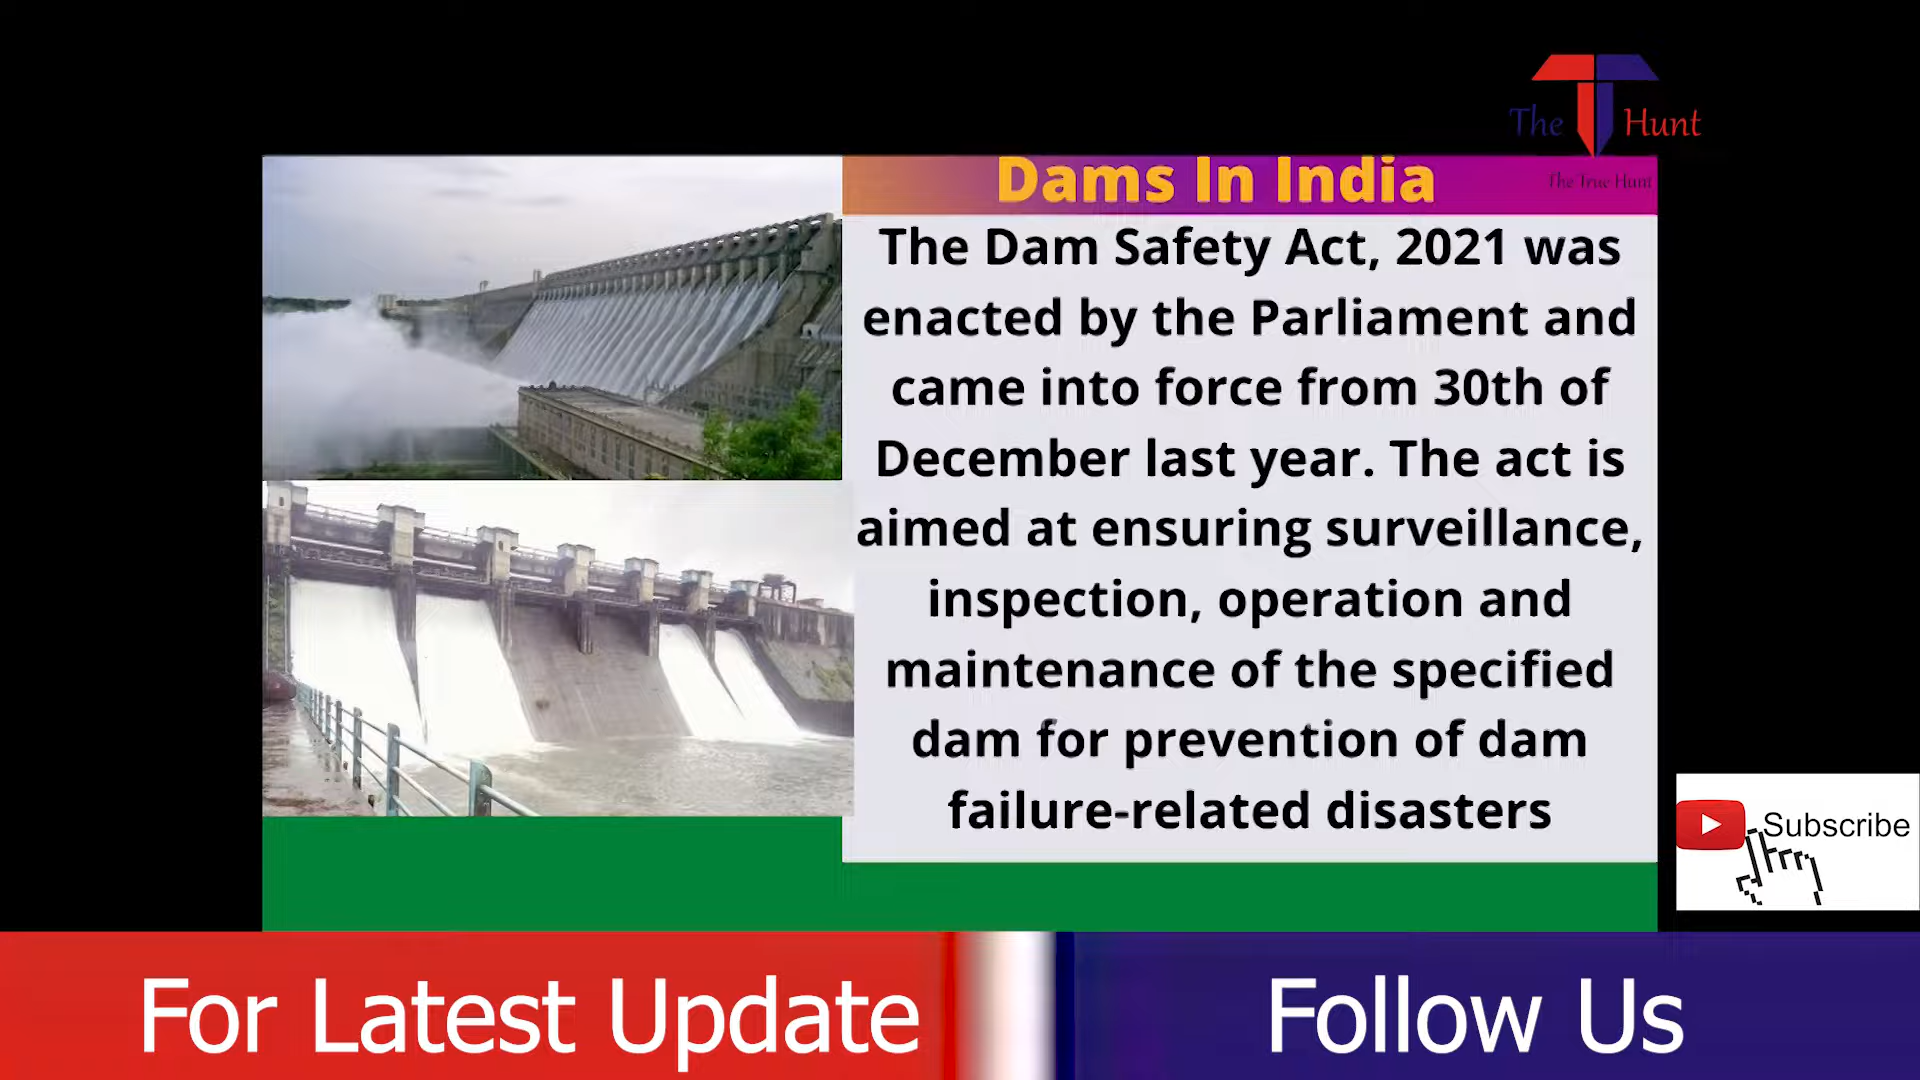 The Hunt
The True Hunt
Dams In India
The Dam Safety Act, 2021 was
enacted by the Parliament and
came into force from 30th of
December last year. The act is
aimed at ensuring surveillance,
inspection, operation and
maintenance of the specified
dam for prevention of dam
failure-related disasters
Subscribe
For Latest Update
Follow Us